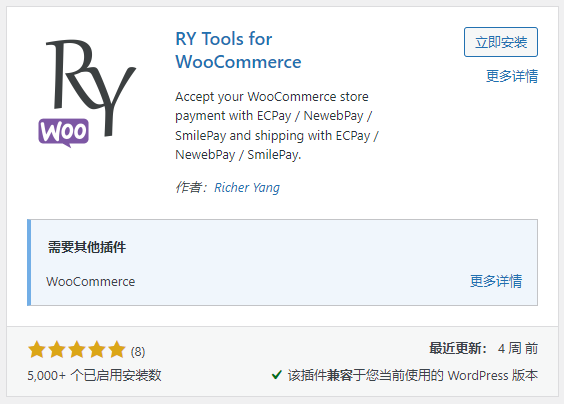 RY
Woo
RY Tools for
WooCommerce
立即安装
更多详情
Accept your WooCommerce store
payment with ECPay / NewebPay /
SmilePay and shipping with ECPay /
NewebPay / SmilePay.
作者：Richer Yang
需要其他插件
WooCommerce 更多详情
(8) 最近更新： 4 周 前
5,000+ 个已启用安装数 该插件兼容于您当前使用的 WordPress 版本